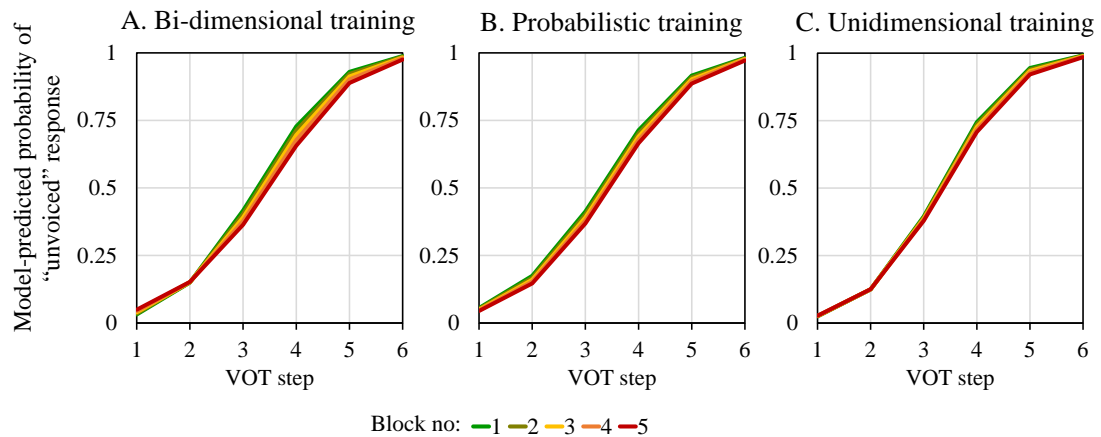 A. Bi-dimensional training
B. Probabilistic training
C. Unidimensional training
Model-predicted probability of
“unvoiced” response
1
0.75
0.5
0.25
0
1 2 3 4 5 6
VOT step
1
0.75
0.5
0.25
0
1 2 3 4 5 6
VOT step
1
0.75
0.5
0.25
0
1 2 3 4 5 6
VOT step
Block no: 1 2 3 4 5